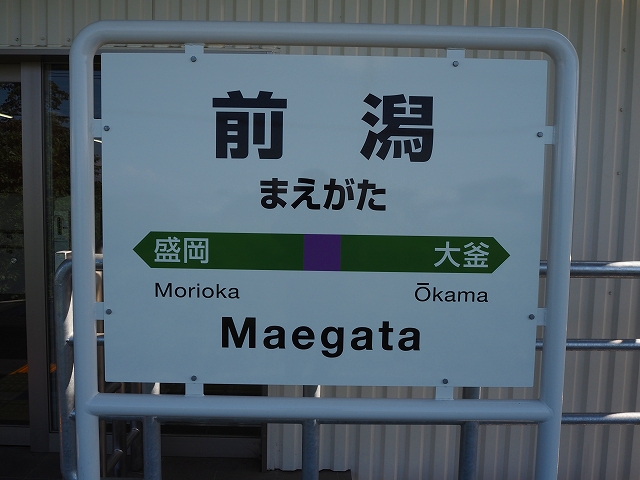 前潟
まえがた
盛岡 大釜
Morioka Ōkama
Maegata